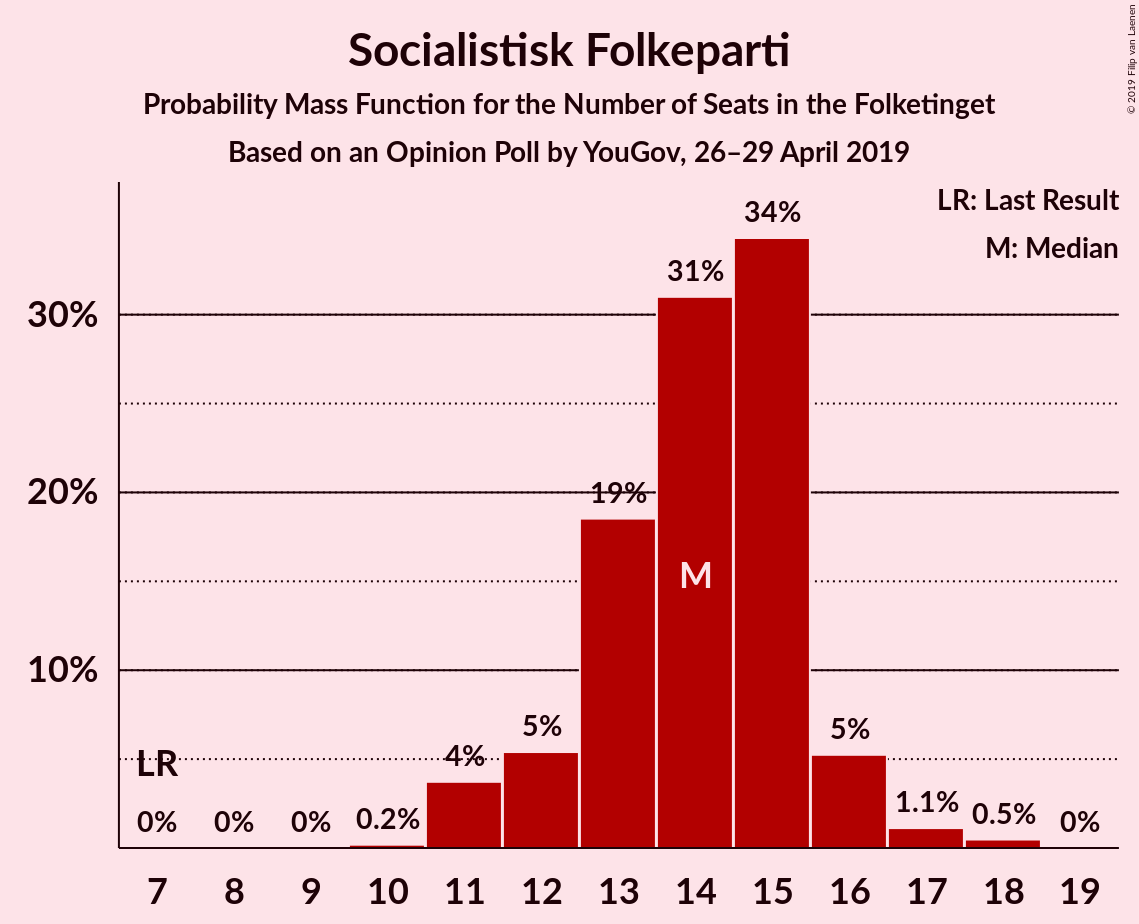 Socialistisk Folkeparti
Probability Mass Function for the Number of Seats in the Folketinget
Based on an Opinion Poll by YouGov, 26–29 April 2019
© 2019 Filip van Laenen
LR: Last Result
M: Median
34%
31%
30%
20%
19%
M
10%
5%
5%
4%
LR
1.1%
0.5%
0.2%
0%
0%
0%
0%
7 8 9 10 11 12 13 14 15 16 17 18 19